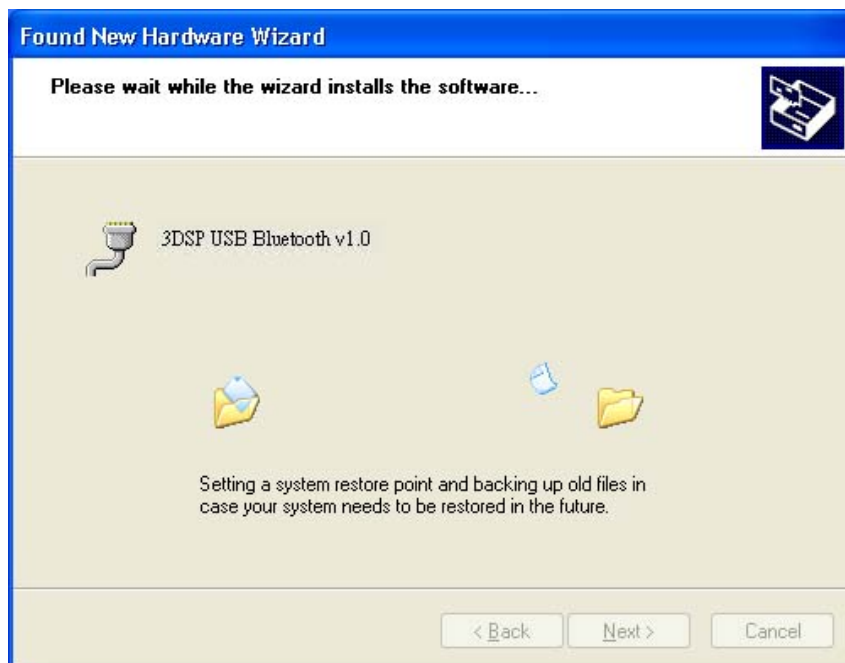 Found New Hardware Wizard
Please wait while the wizard installs the software...
3DSP USB Bluetooth v1.0
Setting a system restore point and backing up old files in
case your system needs to be restored in the future.
< Back
Next >
Cancel